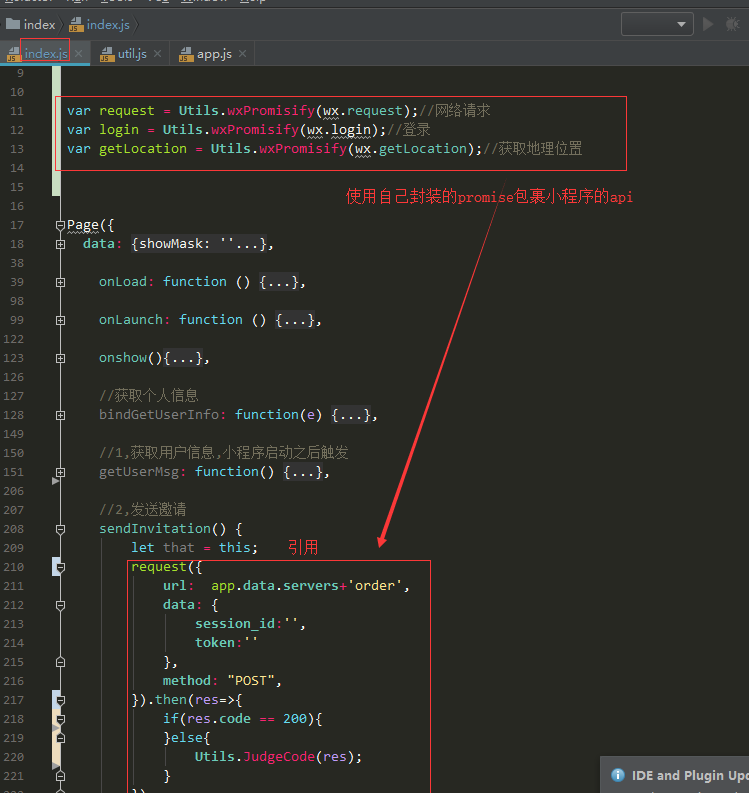 Window Help
index index.js
index.js util.js app.js
9
10
11 var request = Utils.wxPromisify(wx.request);//网络请求
12 var login = Utils.wxPromisify(wx.login);//登录
13 var getLocation = Utils.wxPromisify(wx.getLocation);//获取地理位置
14
15
使用自己封装的promise包裹小程序的api
16
17 Page({
18 data: {showMask: ''...},
38
39 onLoad: function () {...},
98
99 onLaunch: function () {...},
122
123 onshow(){...},
126
127 //获取个人信息
128 bindGetUserInfo: function(e) {...},
149
150 //1,获取用户信息,小程序启动之后触发
151 getUserMsg: function() {...},
206
207 //2,发送邀请
208 sendInvitation() {
209 let that = this; 引用
210 request({
211 url: app.data.servers+'order',
212 data: {
213 session_id:'',
214 token:''
215 },
216 method: "POST",
217 }).then(res=>{
218 if(res.code == 200){
219 }else{
220 Utils.JudgeCode(res);
221 }
IDE and Plugin Upd